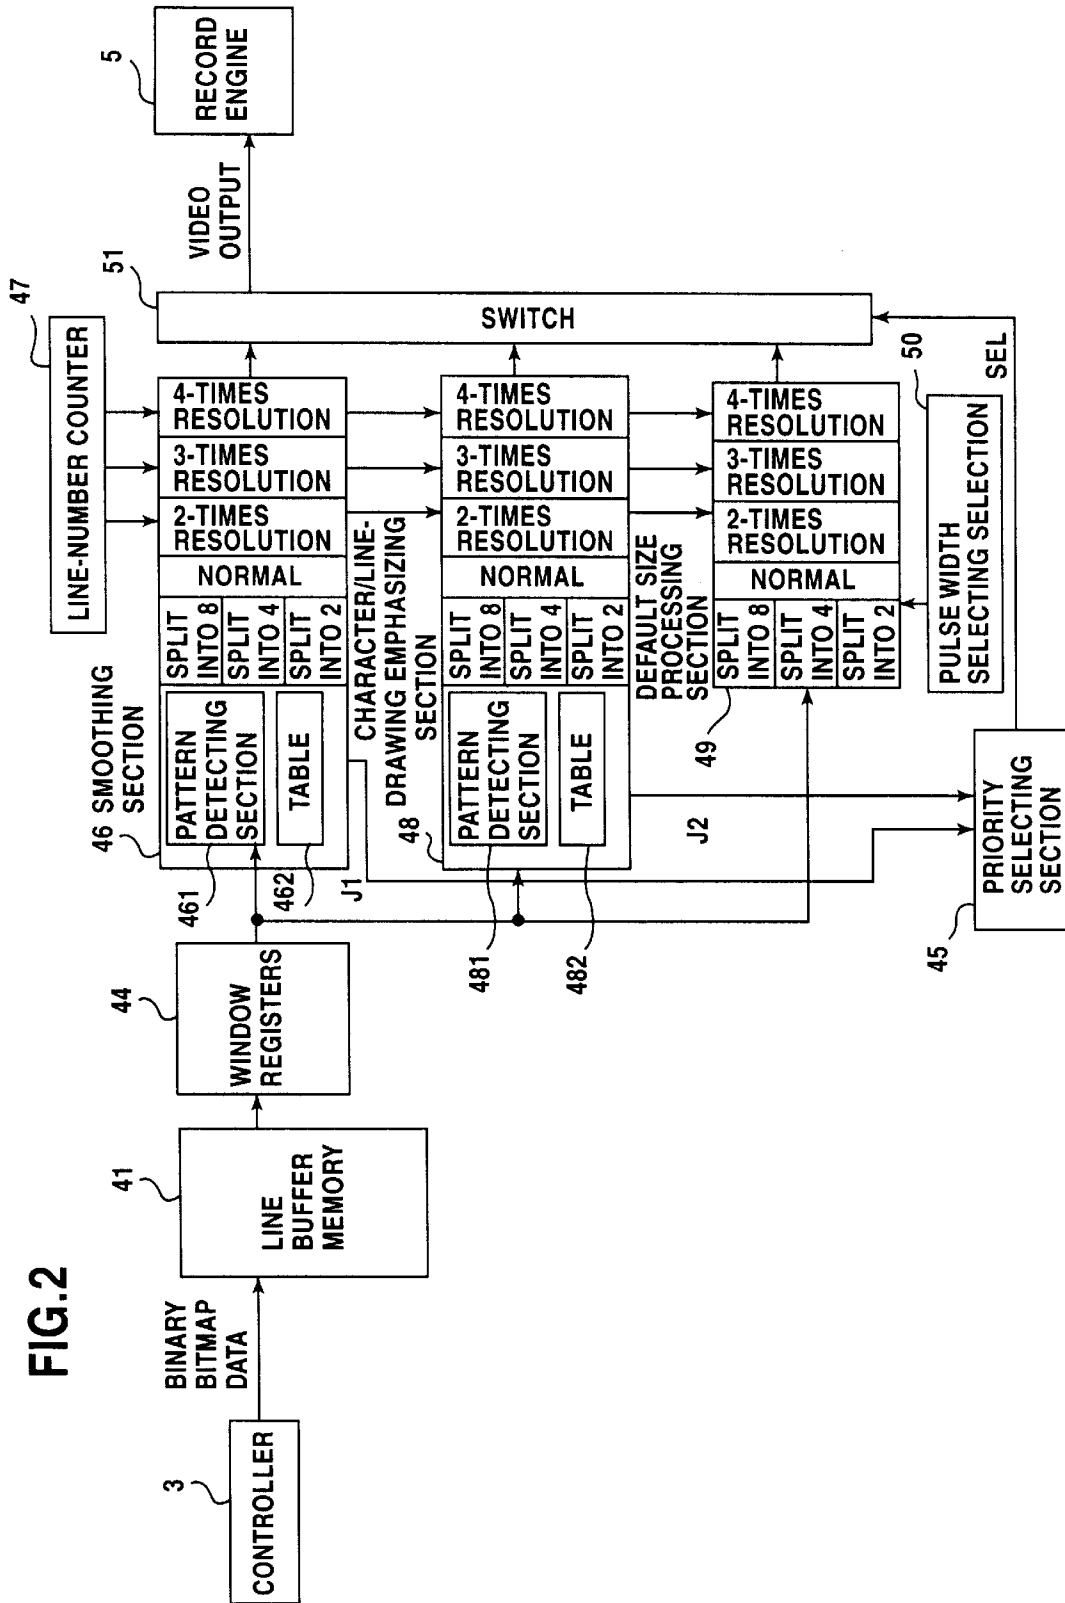 FIG.2
3
CONTROLLER
BINARY
BITMAP
DATA
41
LINE
BUFFER
MEMORY
44
WINDOW
REGISTERS
46 SMOOTHING
SECTION
461
PATTERN
DETECTING
SECTION
462
TABLE
SPLIT
INTO 8
SPLIT
INTO 4
SPLIT
INTO 2
NORMAL
2-TIMES
RESOLUTION
3-TIMES
RESOLUTION
4-TIMES
RESOLUTION
47
LINE-NUMBER COUNTER
J1
CHARACTER/LINE-
DRAWING EMPHASIZING
SECTION
48
481
PATTERN
DETECTING
SECTION
482
TABLE
SPLIT
INTO 8
SPLIT
INTO 4
SPLIT
INTO 2
NORMAL
2-TIMES
RESOLUTION
3-TIMES
RESOLUTION
4-TIMES
RESOLUTION
J2
DEFAULT SIZE
PROCESSING
SECTION
49
SPLIT
INTO 8
SPLIT
INTO 4
SPLIT
INTO 2
NORMAL
2-TIMES
RESOLUTION
3-TIMES
RESOLUTION
4-TIMES
RESOLUTION
50
PULSE WIDTH
SELECTING SELECTION
45
PRIORITY
SELECTING
SECTION
SEL
51
SWITCH
VIDEO
OUTPUT
5
RECORD
ENGINE